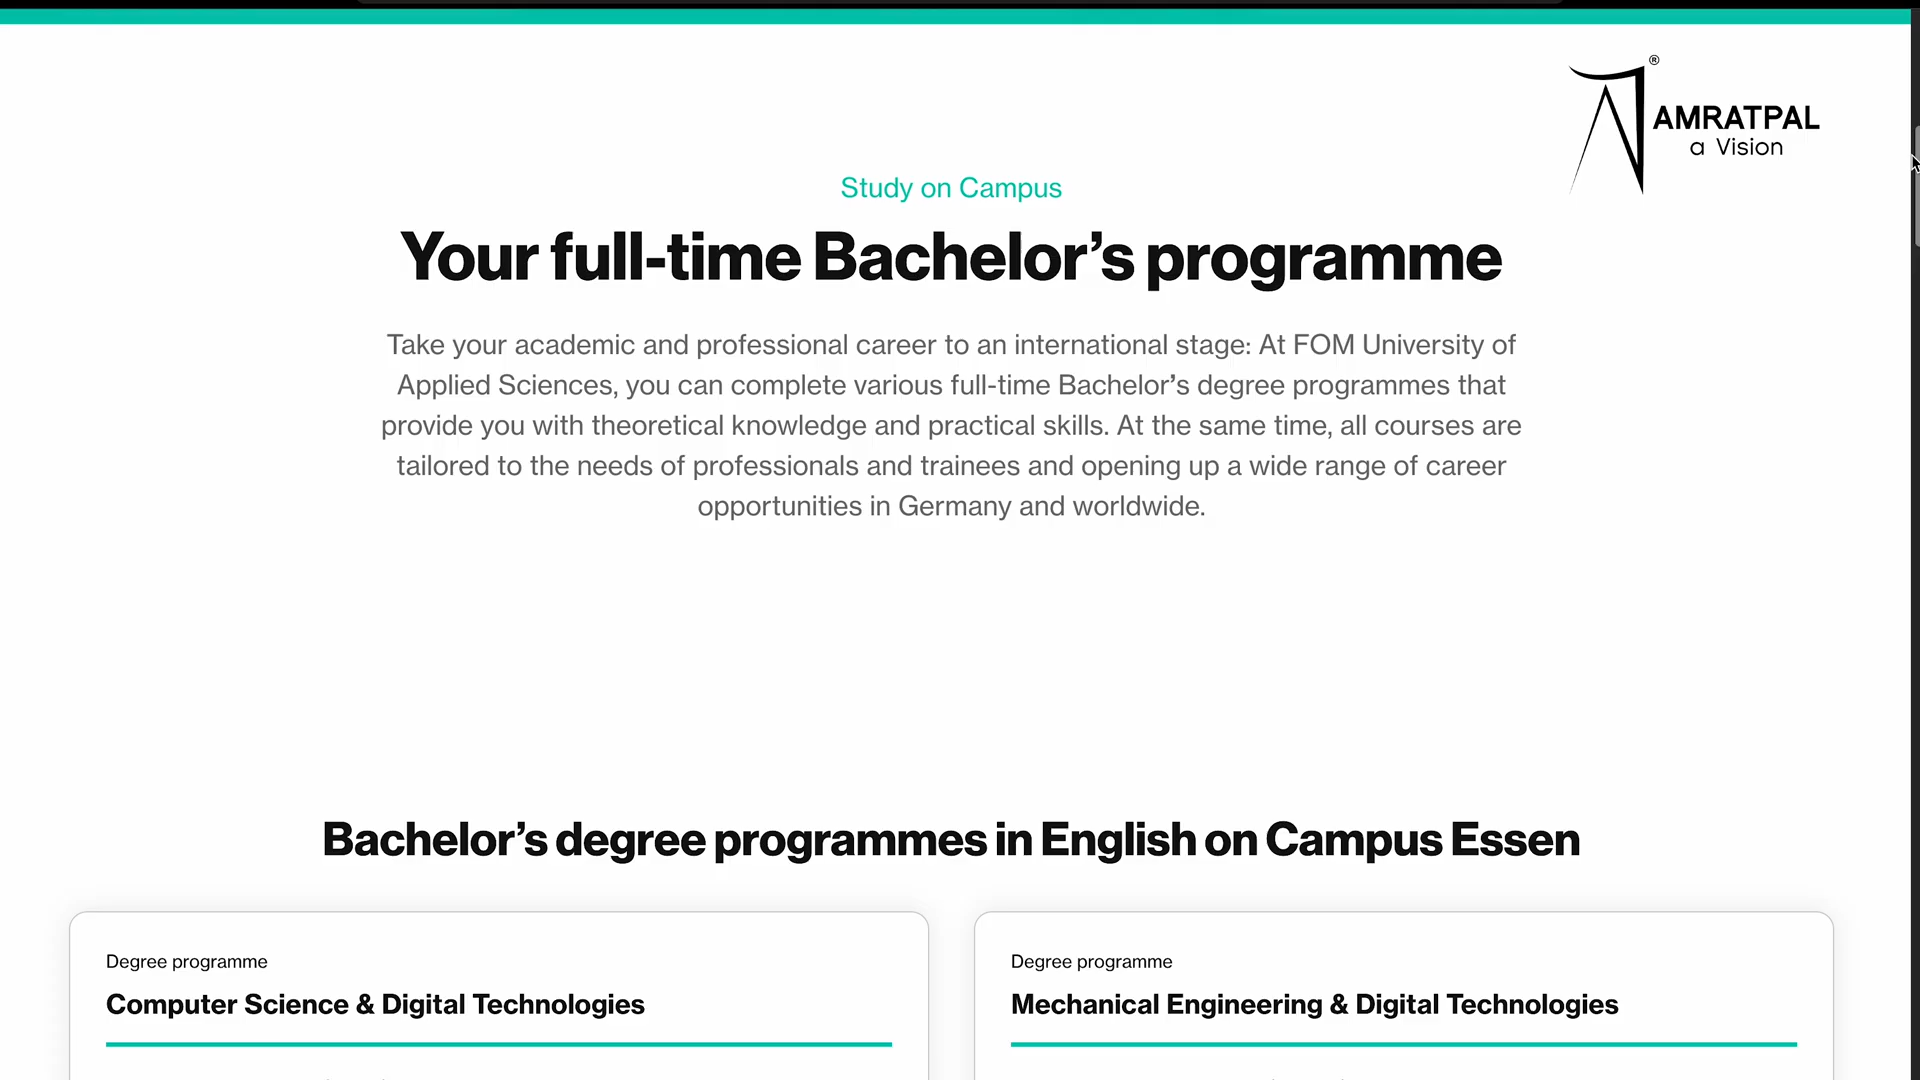 ®
AMRATPAL
a Vision
Study on Campus
Your full-time Bachelor’s programme
Take your academic and professional career to an international stage: At FOM University of
Applied Sciences, you can complete various full-time Bachelor’s degree programmes that
provide you with theoretical knowledge and practical skills. At the same time, all courses are
tailored to the needs of professionals and trainees and opening up a wide range of career
opportunities in Germany and worldwide.
Bachelor’s degree programmes in English on Campus Essen
Degree programme
Computer Science & Digital Technologies
Degree programme
Mechanical Engineering & Digital Technologies